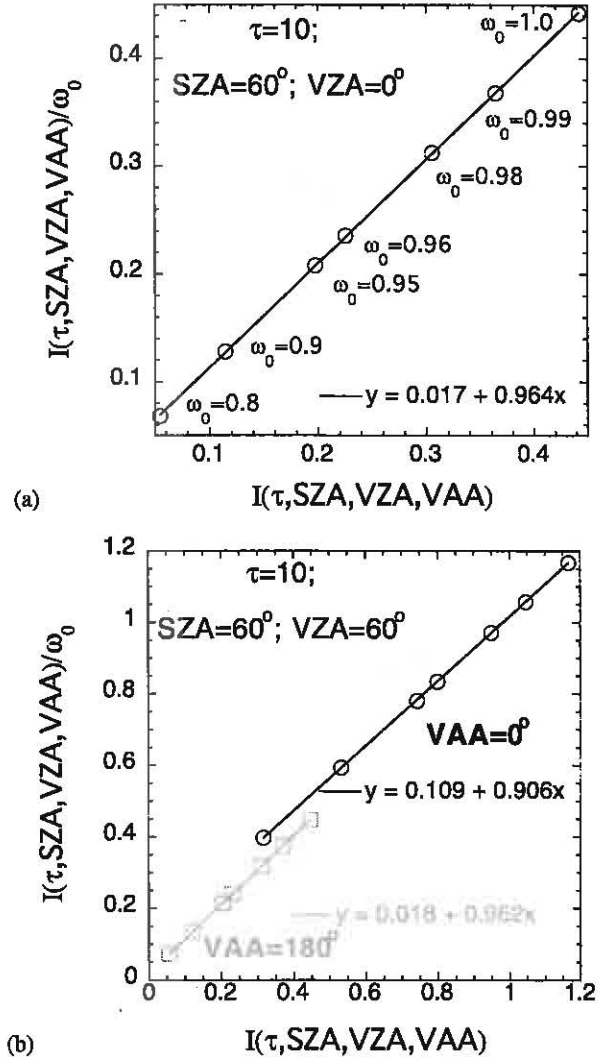 τ=10;
SZA=60°; VZA=0°
ω₀=1.0
ω₀=0.99
ω₀=0.98
ω₀=0.96
ω₀=0.95
ω₀=0.9
ω₀=0.8
y = 0.017 + 0.964x
0.4
0.3
0.2
0.1
0.1 0.2 0.3 0.4
I(τ,SZA,VZA,VAA)/ω₀
I(τ,SZA,VZA,VAA)
(a)
1.2
1
0.8
0.6
0.4
0.2
0
τ=10;
SZA=60°; VZA=60°
VAA=0°
y = 0.109 + 0.906x
y = 0.018 + 0.962x
VAA=180°
0 0.2 0.4 0.6 0.8 1 1.2
I(τ,SZA,VZA,VAA)/ω₀
I(τ,SZA,VZA,VAA)
(b)